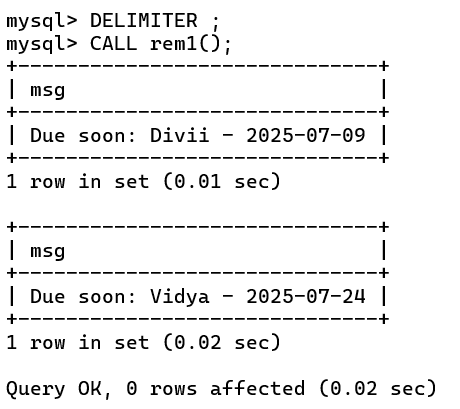 mysql> DELIMITER ;
mysql> CALL rem1();
+------------------------------+
| msg                          |
+------------------------------+
| Due soon: Divii - 2025-07-09 |
+------------------------------+
1 row in set (0.01 sec)

+------------------------------+
| msg                          |
+------------------------------+
| Due soon: Vidya - 2025-07-24 |
+------------------------------+
1 row in set (0.02 sec)

Query OK, 0 rows affected (0.02 sec)